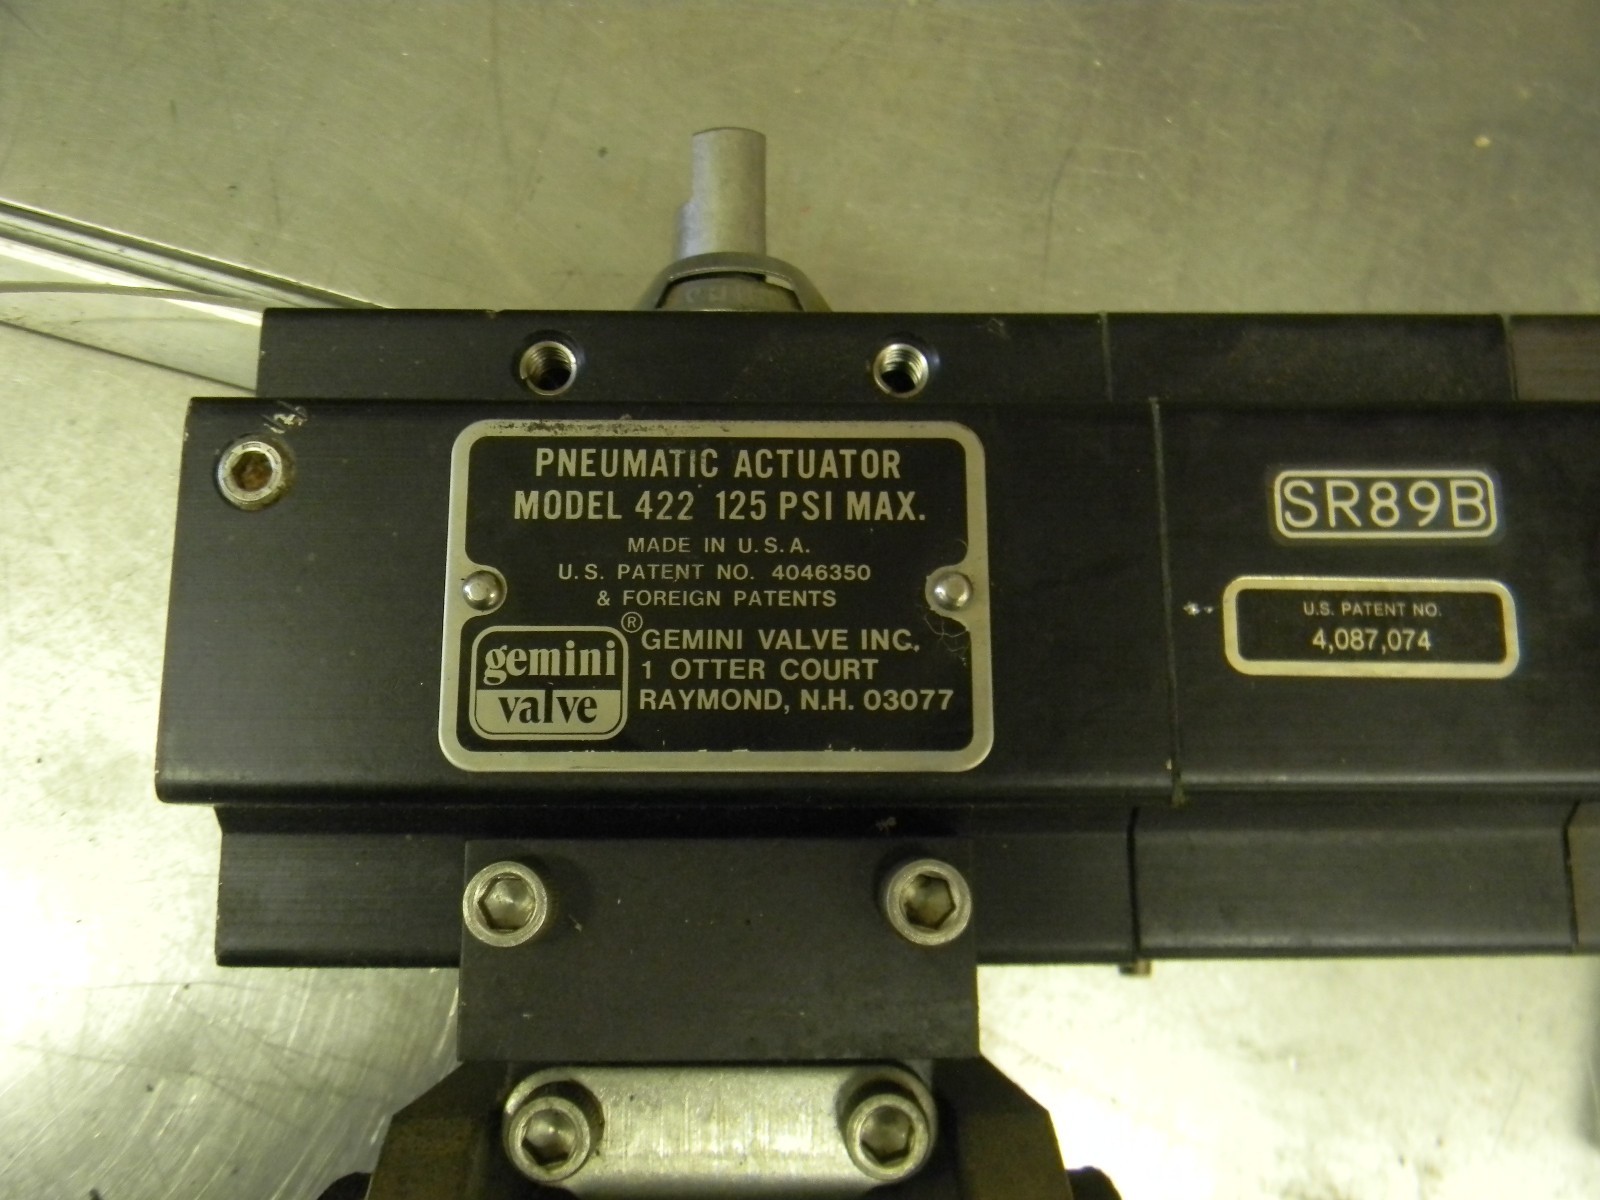 PNEUMATIC ACTUATOR
MODEL 422 125 PSI MAX.
MADE IN U.S.A.
U.S. PATENT NO. 4046350
& FOREIGN PATENTS
gemini
valve
®
GEMINI VALVE INC.
1 OTTER COURT
RAYMOND, N.H. 03077
SR89B
U.S. PATENT NO.
4,087,074